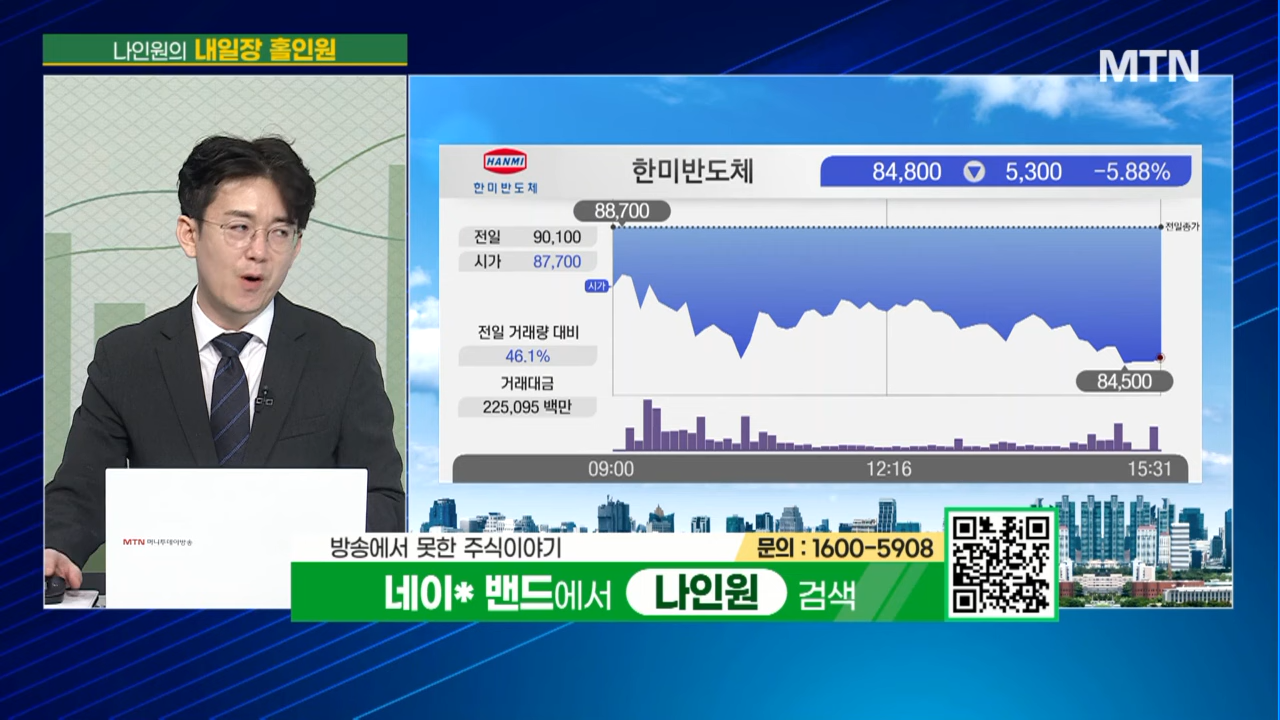 나인원의 내일장 홀인원
MTN
HANMI
한미반도체
한미반도체
84,800 ▼ 5,300 -5.88%
88,700
전일 90,100
시가 87,700
전일종가
시가
전일 거래량 대비
46.1%
거래대금
225,095 백만
84,500
09:00 12:16 15:31
MTN 머니투데이방송
방송에서 못한 주식이야기
문의 : 1600-5908
네이* 밴드에서 나인원 검색